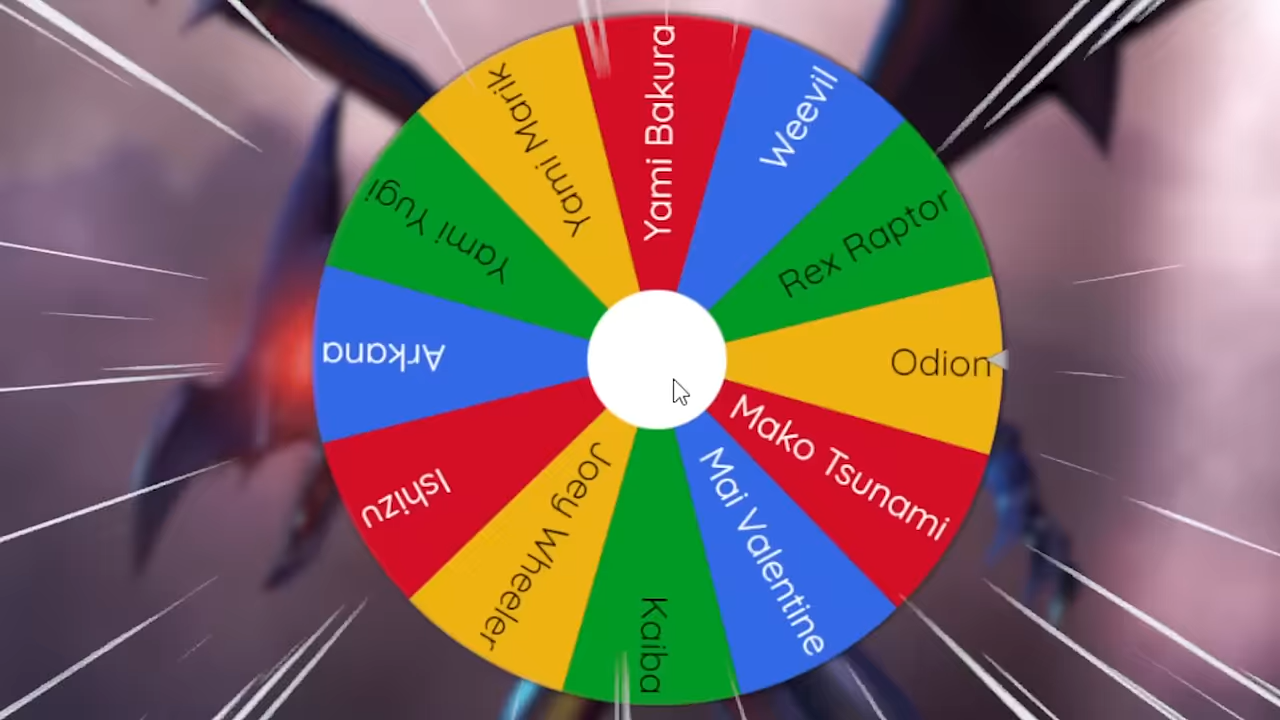 Yami Bakura
Weevil
Rex Raptor
Odion
Mako Tsunami
Mai Valentine
Kaiba
Joey Wheeler
Ishizu
Arkana
Yami Yugi
Yami Marik